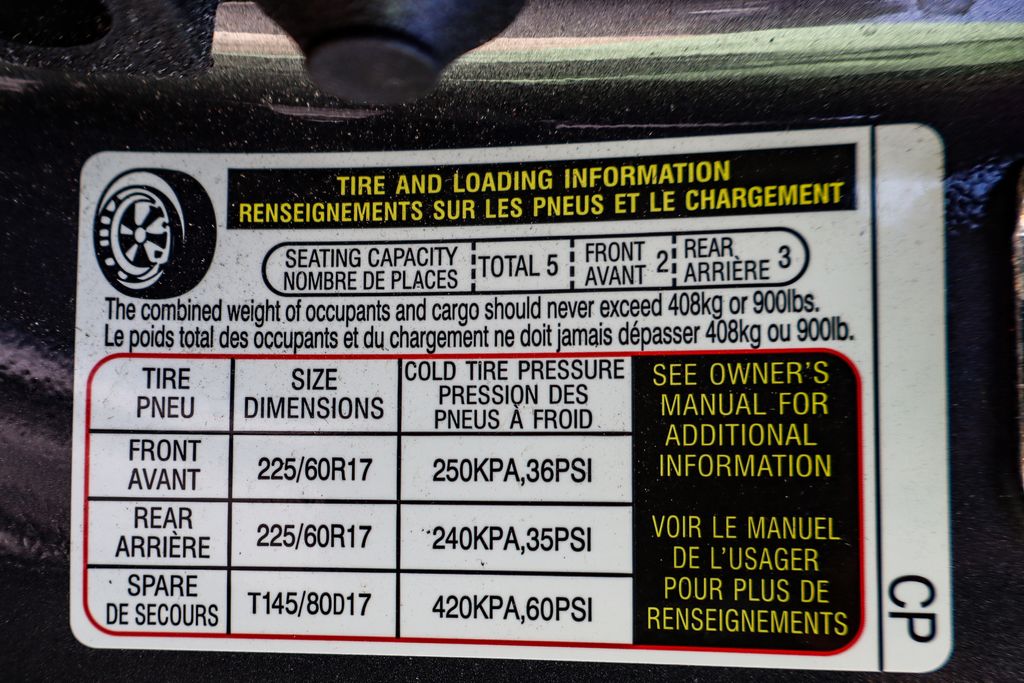 TIRE AND LOADING INFORMATION
RENSEIGNEMENTS SUR LES PNEUS ET LE CHARGEMENT
SEATING CAPACITY
NOMBRE DE PLACES
TOTAL 5
FRONT
AVANT
2
REAR
ARRIÈRE
3
The combined weight of occupants and cargo should never exceed 408kg or 900lbs.
Le poids total des occupants et du chargement ne doit jamais dépasser 408kg ou 900lb.
TIRE
PNEU
SIZE
DIMENSIONS
COLD TIRE PRESSURE
PRESSION DES
PNEUS À FROID
FRONT
AVANT
225/60R17
250KPA,36PSI
REAR
ARRIÈRE
225/60R17
240KPA,35PSI
SPARE
DE SECOURS
T145/80D17
420KPA,60PSI
SEE OWNER'S
MANUAL FOR
ADDITIONAL
INFORMATION
VOIR LE MANUEL
DE L'USAGER
POUR PLUS DE
RENSEIGNEMENTS
CP